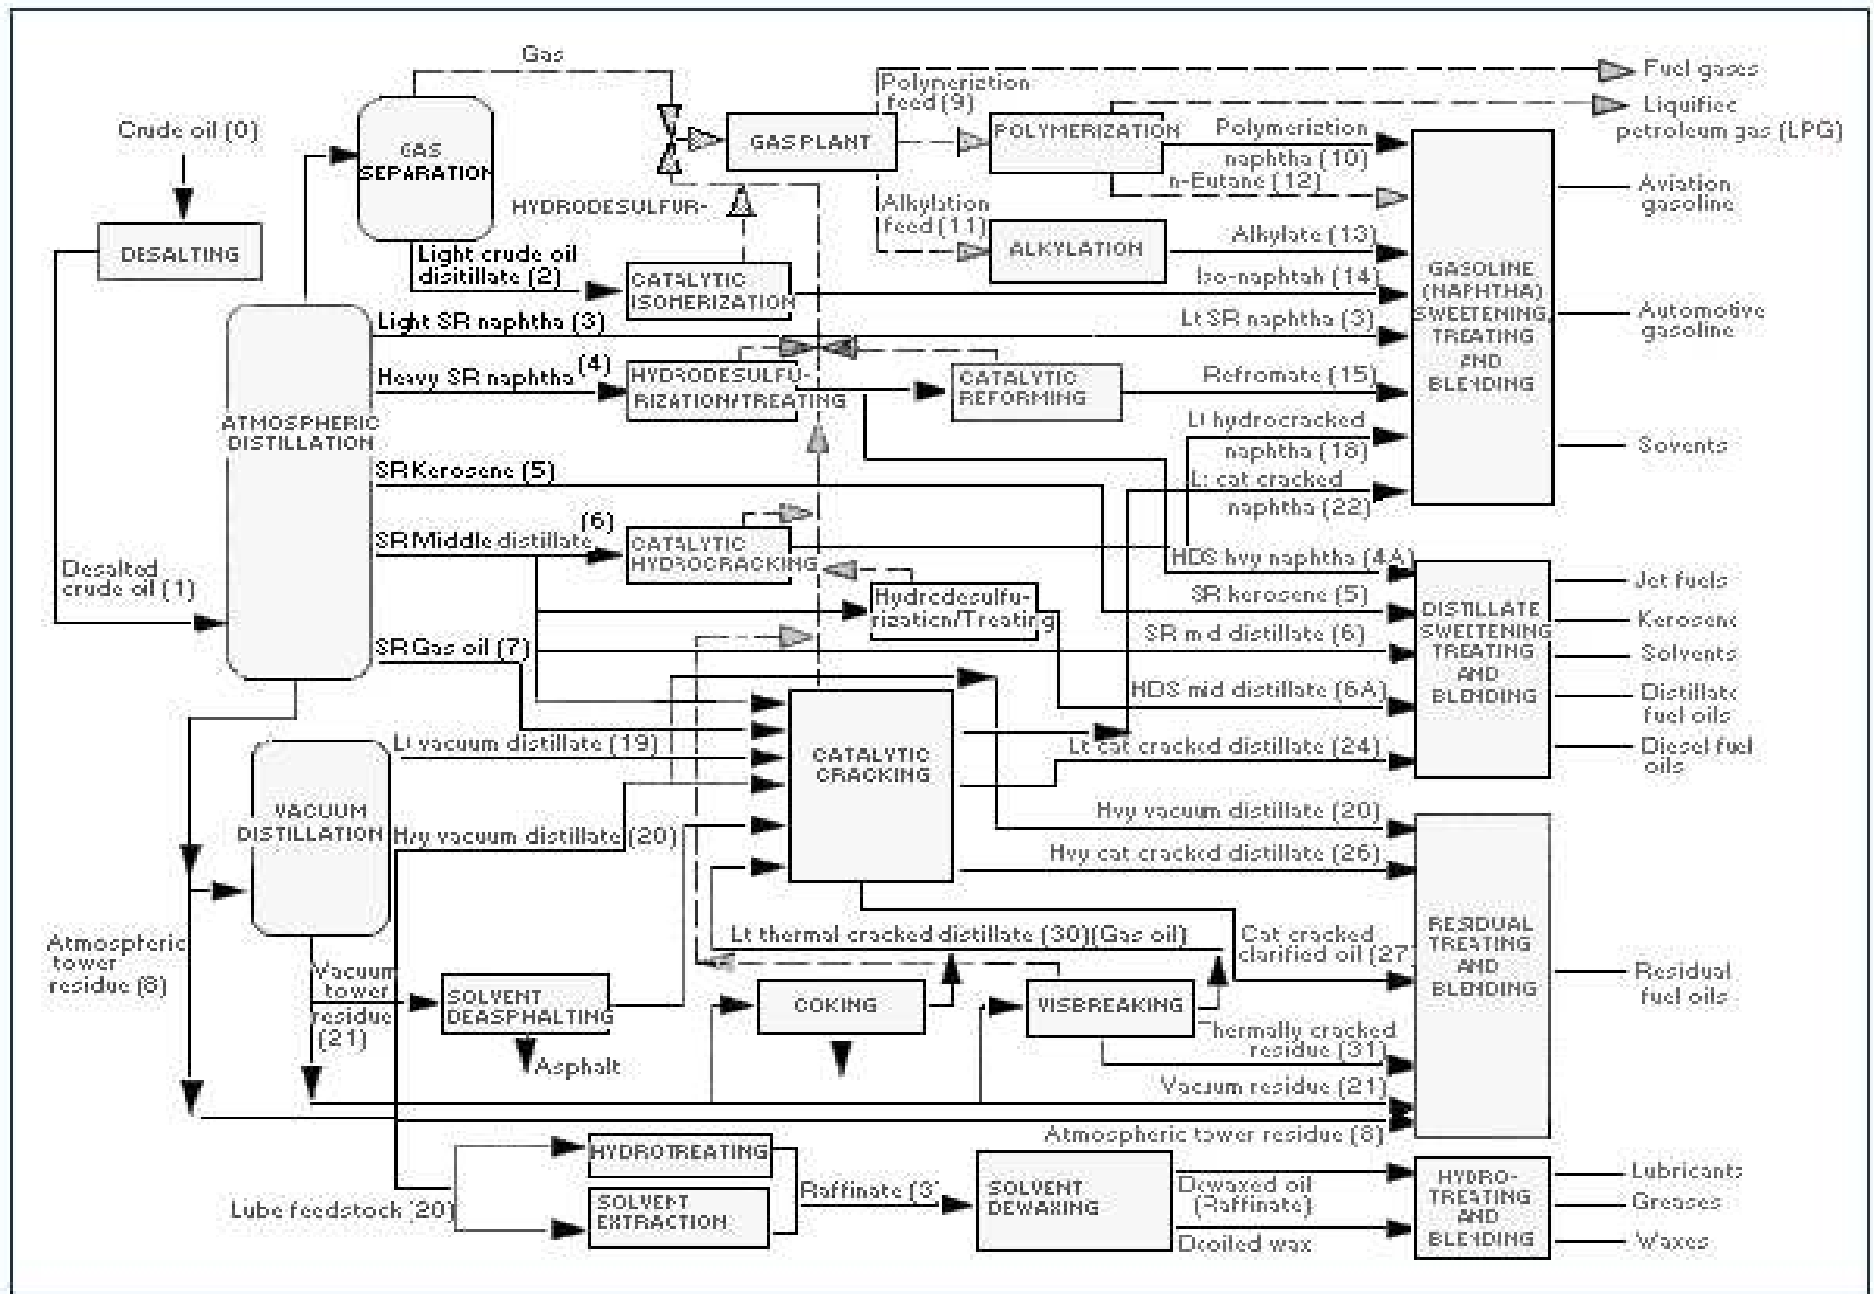 Gas
Fuel gases
Polymeriztion
feed (9)
Liquified
petroleum gas (LPG)
Crude oil (0)
GAS
SEPARATION
GAS PLANT
POLYMERIZATION
Polymeriztion
naphtha (10)
n-Eutane (12)
Aviation
gasoline
HYDRODESULFUR-
Alkylation
feed (11)
ALKYLATION
Alkylate (13)
DESALTING
Light crude oil
disitillate (2)
CATALYTIC
ISOMERIZATION
Iso-naphtah (14)
GASOLINE
(NAPHTHA)
SWEETENING,
TREATING
AND
BLENDING
Light SR naphtha (3)
Lt SR naphtha (3)
Automotive
gasoline
Heavy SR naphtha (4)
HYDRODESULFU-
RIZATION/TREATING
CATALYTIC
REFORMING
Refromate (15)
ATMOSPHERIC
DISTILLATION
Lt hydrocracked
naphtha (18)
Sovents
SR Kerosene (5)
Lt cat cracked
naphtha (22)
SR Middle distillate (6)
CATALYTIC
HYDROCRACKING
HDS hvy naphtha (4A)
Desalted
crude oil (1)
Hydrodesulfu-
rization/Treating
SR kerosene (5)
DISTILLATE
SWEETENING
TREATING
AND
BLENDING
Jet fuels
Kerosene
Solvents
Distillate
fuel oils
Diesel fuel
oils
SR Gas oil (7)
SR mid distillate (6)
HDS mid distillate (6A)
Lt vacuum distillate (19)
CATALYTIC
CRACKING
Lt cat cracked distillate (24)
VACUUM
DISTILLATION
Hvy vacuum distillate (20)
Hvy vacuum distillate (20)
Hvy cat cracked distillate (26)
RESIDUAL
TREATING
AND
BLENDING
Residual
fuel oils
Atmospheric
tower
residue (8)
Vacuum
tower
residue
(21)
Lt thermal cracked distillate (30)(Gas oil)
Cat cracked
clarified oil (27
SOLVENT
DEASPHALTING
COKING
VISBREAKING
Asphalt
Thermally cracked
residue (31)
Vacuum residue (21)
Atmospheric tower residue (8)
HYDROTREATING
Lube feedstock (20)
SOLVENT
EXTRACTION
Raffinate (3
SOLVENT
DEWAXING
Dewaxed oil
(Raffinate)
Deoiled wax
HYDRO-
TREATING
AND
BLENDING
Lubricants
Greases
Waxes